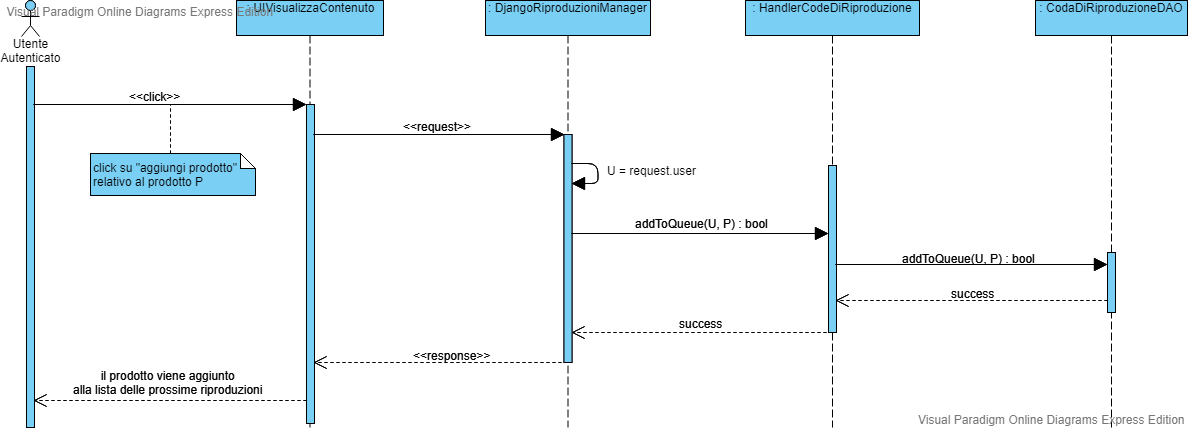 Visual Paradigm Online Diagrams Express Edition
: UIVisualizzaContenuto
: DjangoRiproduzioniManager
: HandlerCodeDiRiproduzione
: CodaDiRiproduzioneDAO
Utente
Autenticato
<<click>>
<<request>>
click su "aggiungi prodotto"
relativo al prodotto P
U = request.user
addToQueue(U, P) : bool
addToQueue(U, P) : bool
success
success
<<response>>
il prodotto viene aggiunto
alla lista delle prossime riproduzioni
Visual Paradigm Online Diagrams Express Edition